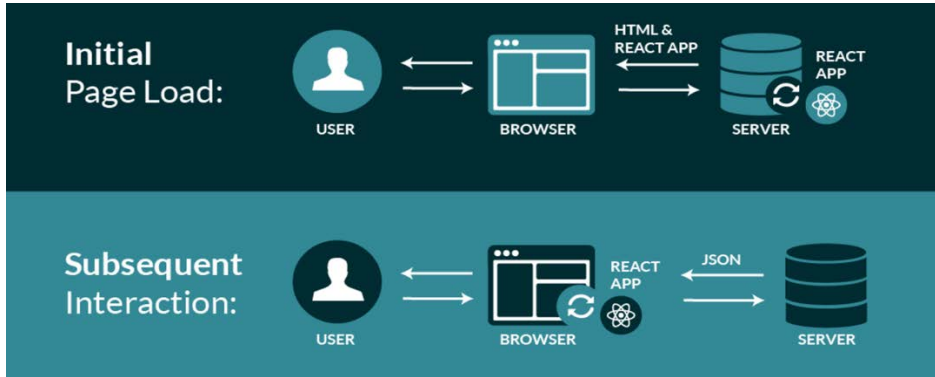 Initial
Page Load:
USER
BROWSER
HTML &
REACT APP
SERVER
REACT
APP
Subsequent
Interaction:
USER
BROWSER
REACT
APP
JSON
SERVER